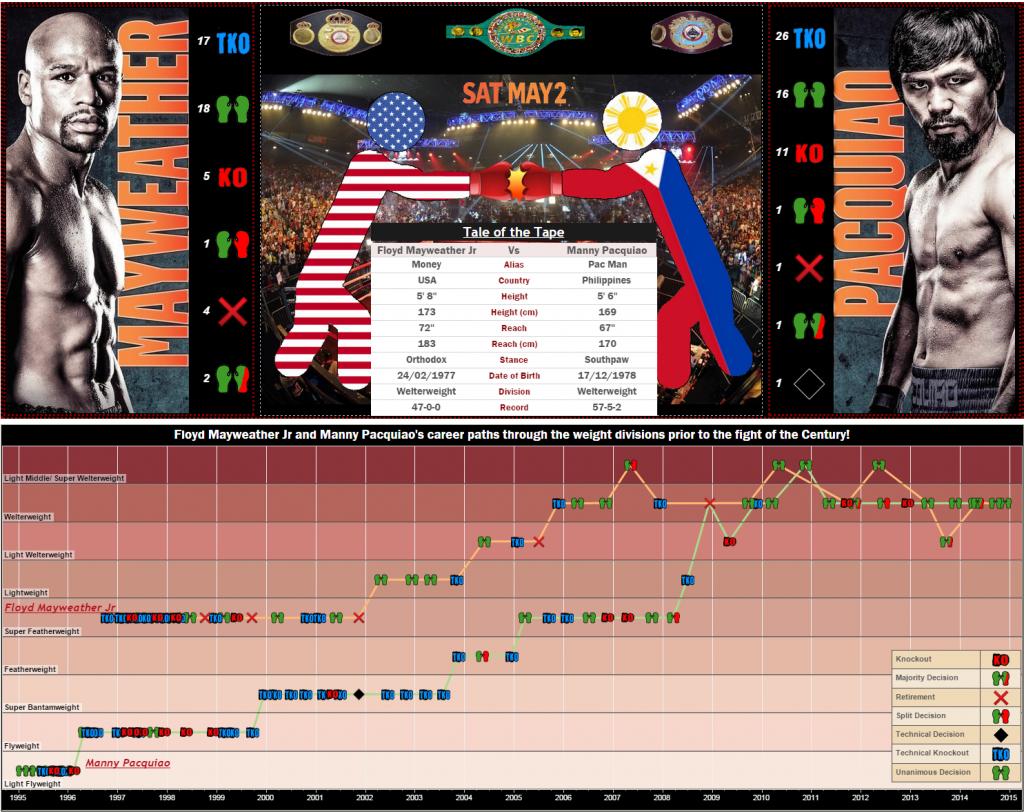 MAYWEATHER
17 TKO
18
5 KO
1
4
2
WBC
SAT MAY 2
Tale of the Tape
Floyd Mayweather Jr Vs Manny Pacquiao
Money Alias Pac Man
USA Country Philippines
5' 8" Height 5' 6"
173 Height (cm) 169
72" Reach 67"
183 Reach (cm) 170
Orthodox Stance Southpaw
24/02/1977 Date of Birth 17/12/1978
Welterweight Division Welterweight
47-0-0 Record 57-5-2
26 TKO
16
11 KO
1
1
1
1
PACQUIAO
Floyd Mayweather Jr and Manny Pacquiao's career paths through the weight divisions prior to the fight of the Century!
Light Middle/ Super Welterweight
Welterweight
Light Welterweight
Lightweight
Floyd Mayweather Jr
Super Featherweight
Featherweight
Super Bantamweight
Flyweight
Manny Pacquiao
Light Flyweight
Knockout KO
Majority Decision
Retirement
Split Decision
Technical Decision
Technical Knockout TKO
Unanimous Decision
1995 1996 1997 1998 1999 2000 2001 2002 2003 2004 2005 2006 2007 2008 2009 2010 2011 2012 2013 2014 2015